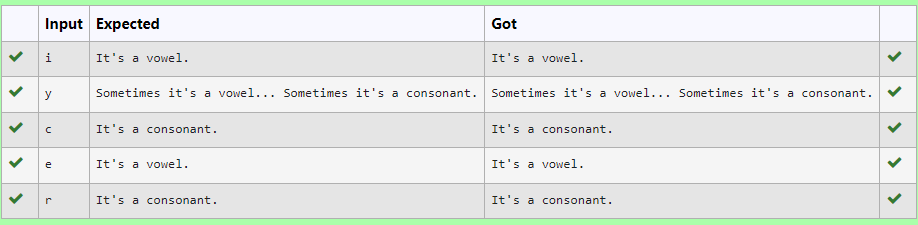 Input Expected Got
i It's a vowel. It's a vowel.
y Sometimes it's a vowel... Sometimes it's a consonant. Sometimes it's a vowel... Sometimes it's a consonant.
c It's a consonant. It's a consonant.
e It's a vowel. It's a vowel.
r It's a consonant. It's a consonant.